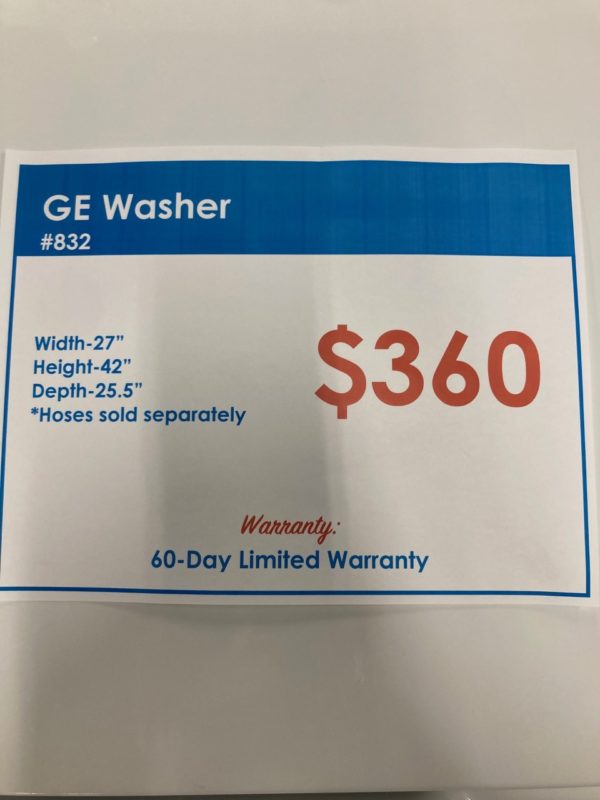 GE Washer
#832
Width-27”
Height-42”
Depth-25.5”
*Hoses sold separately
$360
Warranty:
60-Day Limited Warranty